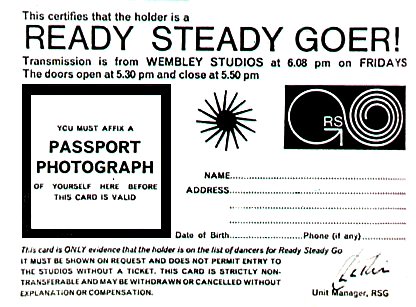 This certifies that the holder is a
READY STEADY GOER!
Transmission is from WEMBLEY STUDIOS at 6.08 pm on FRIDAYS
The doors open at 5.30 pm and close at 5.50 pm
YOU MUST AFFIX A
PASSPORT
PHOTOGRAPH
OF YOURSELF HERE BEFORE
THIS CARD IS VALID
RSG
NAME
ADDRESS
Date of Birth Phone (if any)
This card is ONLY evidence that the holder is on the list of dancers for Ready Steady Go
IT MUST BE SHOWN ON REQUEST AND DOES NOT PERMIT ENTRY TO
THE STUDIOS WITHOUT A TICKET. THIS CARD IS STRICTLY NON-
TRANSFERABLE AND MAY BE WITHDRAWN OR CANCELLED WITHOUT
EXPLANATION OR COMPENSATION.
Unit Manager, RSG